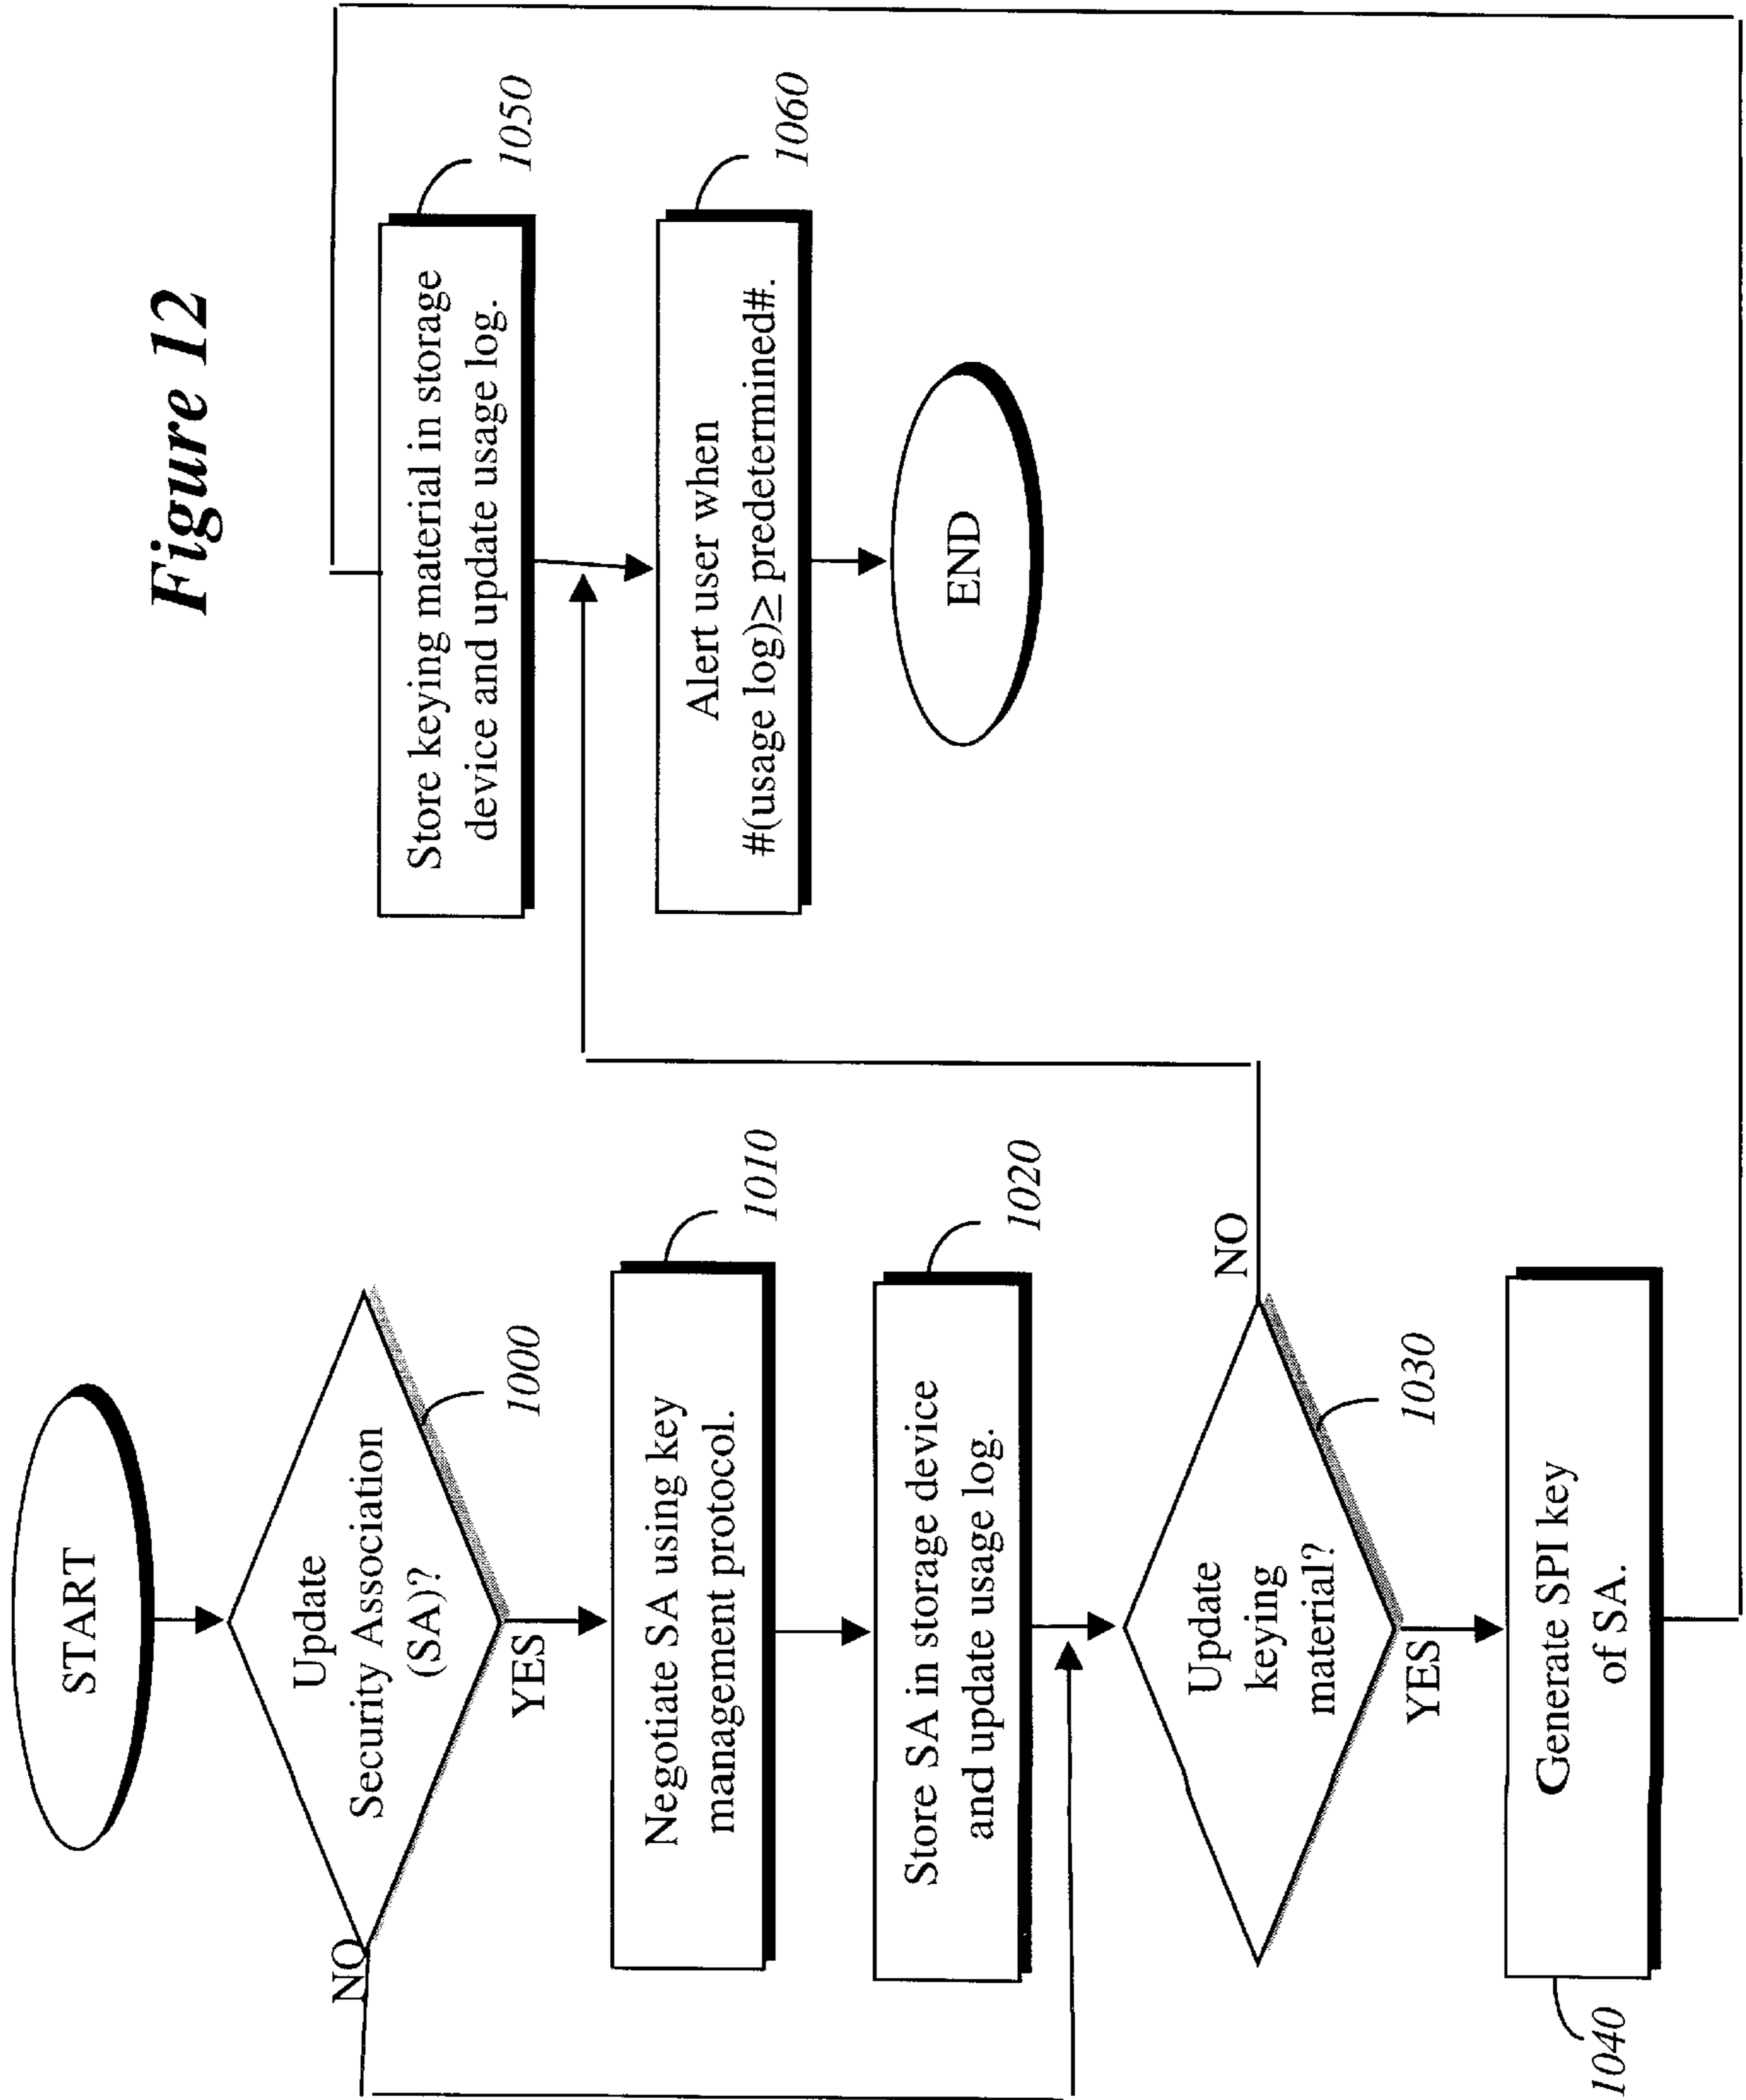 Figure 12
START
Update
Security Association
(SA)?
1000
NO
YES
Negotiate SA using key
management protocol.
1010
Store SA in storage device
and update usage log.
1020
Update
keying
material?
1030
NO
YES
Generate SPI key
of SA.
1040
Store keying material in storage
device and update usage log.
1050
Alert user when
#(usage log)≥ predetermined#.
1060
END